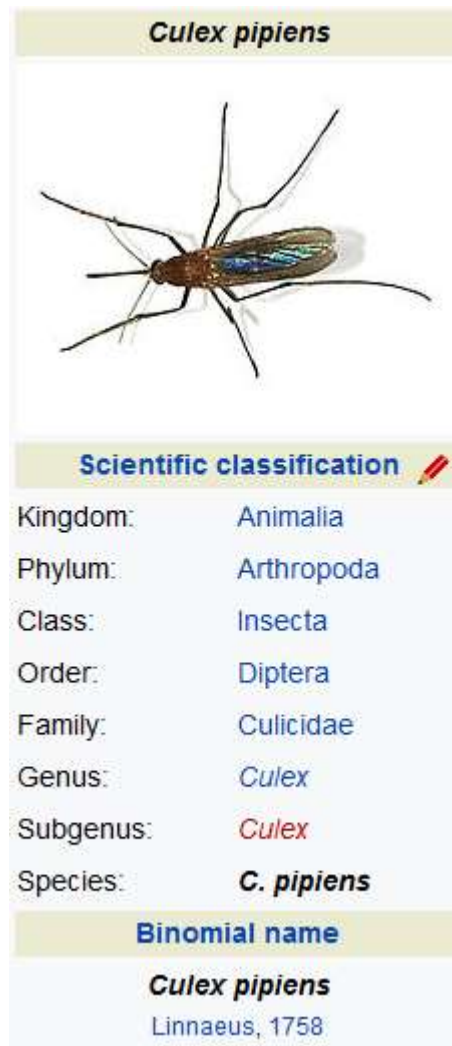 Culex pipiens
Scientific classification
Kingdom: Animalia
Phylum: Arthropoda
Class: Insecta
Order: Diptera
Family: Culicidae
Genus: Culex
Subgenus: Culex
Species: C. pipiens
Binomial name
Culex pipiens
Linnaeus, 1758